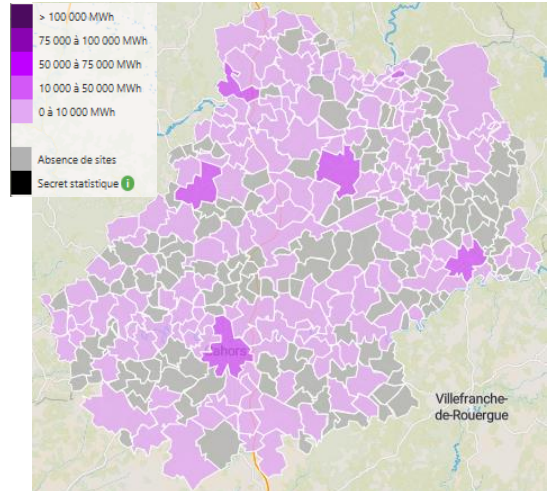 > 100 000 MWh
75 000 à 100 000 MWh
50 000 à 75 000 MWh
10 000 à 50 000 MWh
0 à 10 000 MWh
Absence de sites
Secret statistique i
ahors
Villefranche-
de-Rouergue